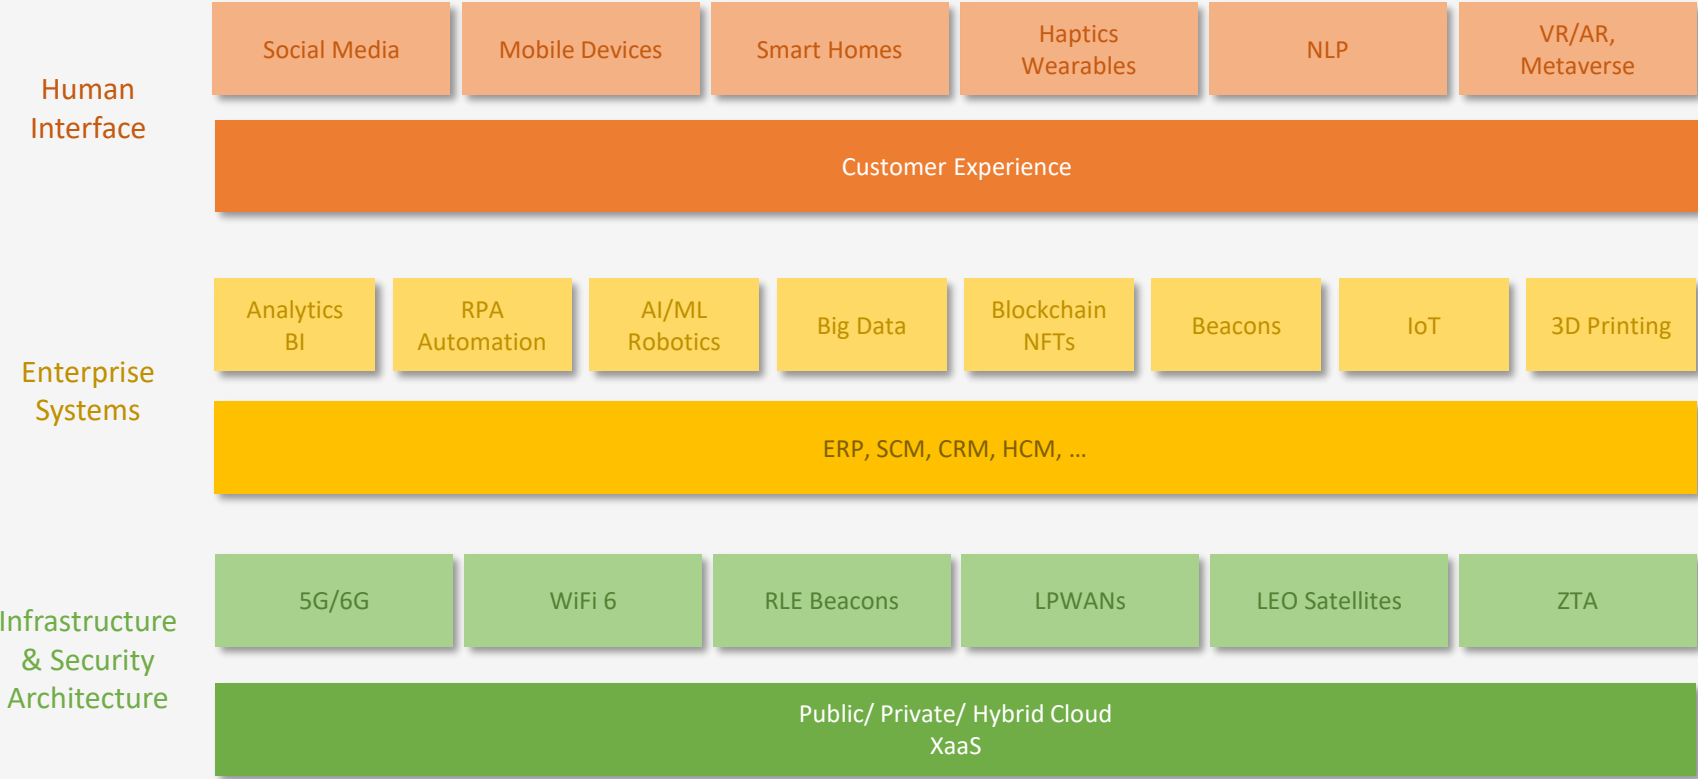 Human
Interface
Social Media
Mobile Devices
Smart Homes
Haptics
Wearables
NLP
VR/AR,
Metaverse
Customer Experience
Enterprise
Systems
Analytics
BI
RPA
Automation
AI/ML
Robotics
Big Data
Blockchain
NFTs
Beacons
IoT
3D Printing
ERP, SCM, CRM, HCM, …
Infrastructure
& Security
Architecture
5G/6G
WiFi 6
RLE Beacons
LPWANs
LEO Satellites
ZTA
Public/ Private/ Hybrid Cloud
XaaS